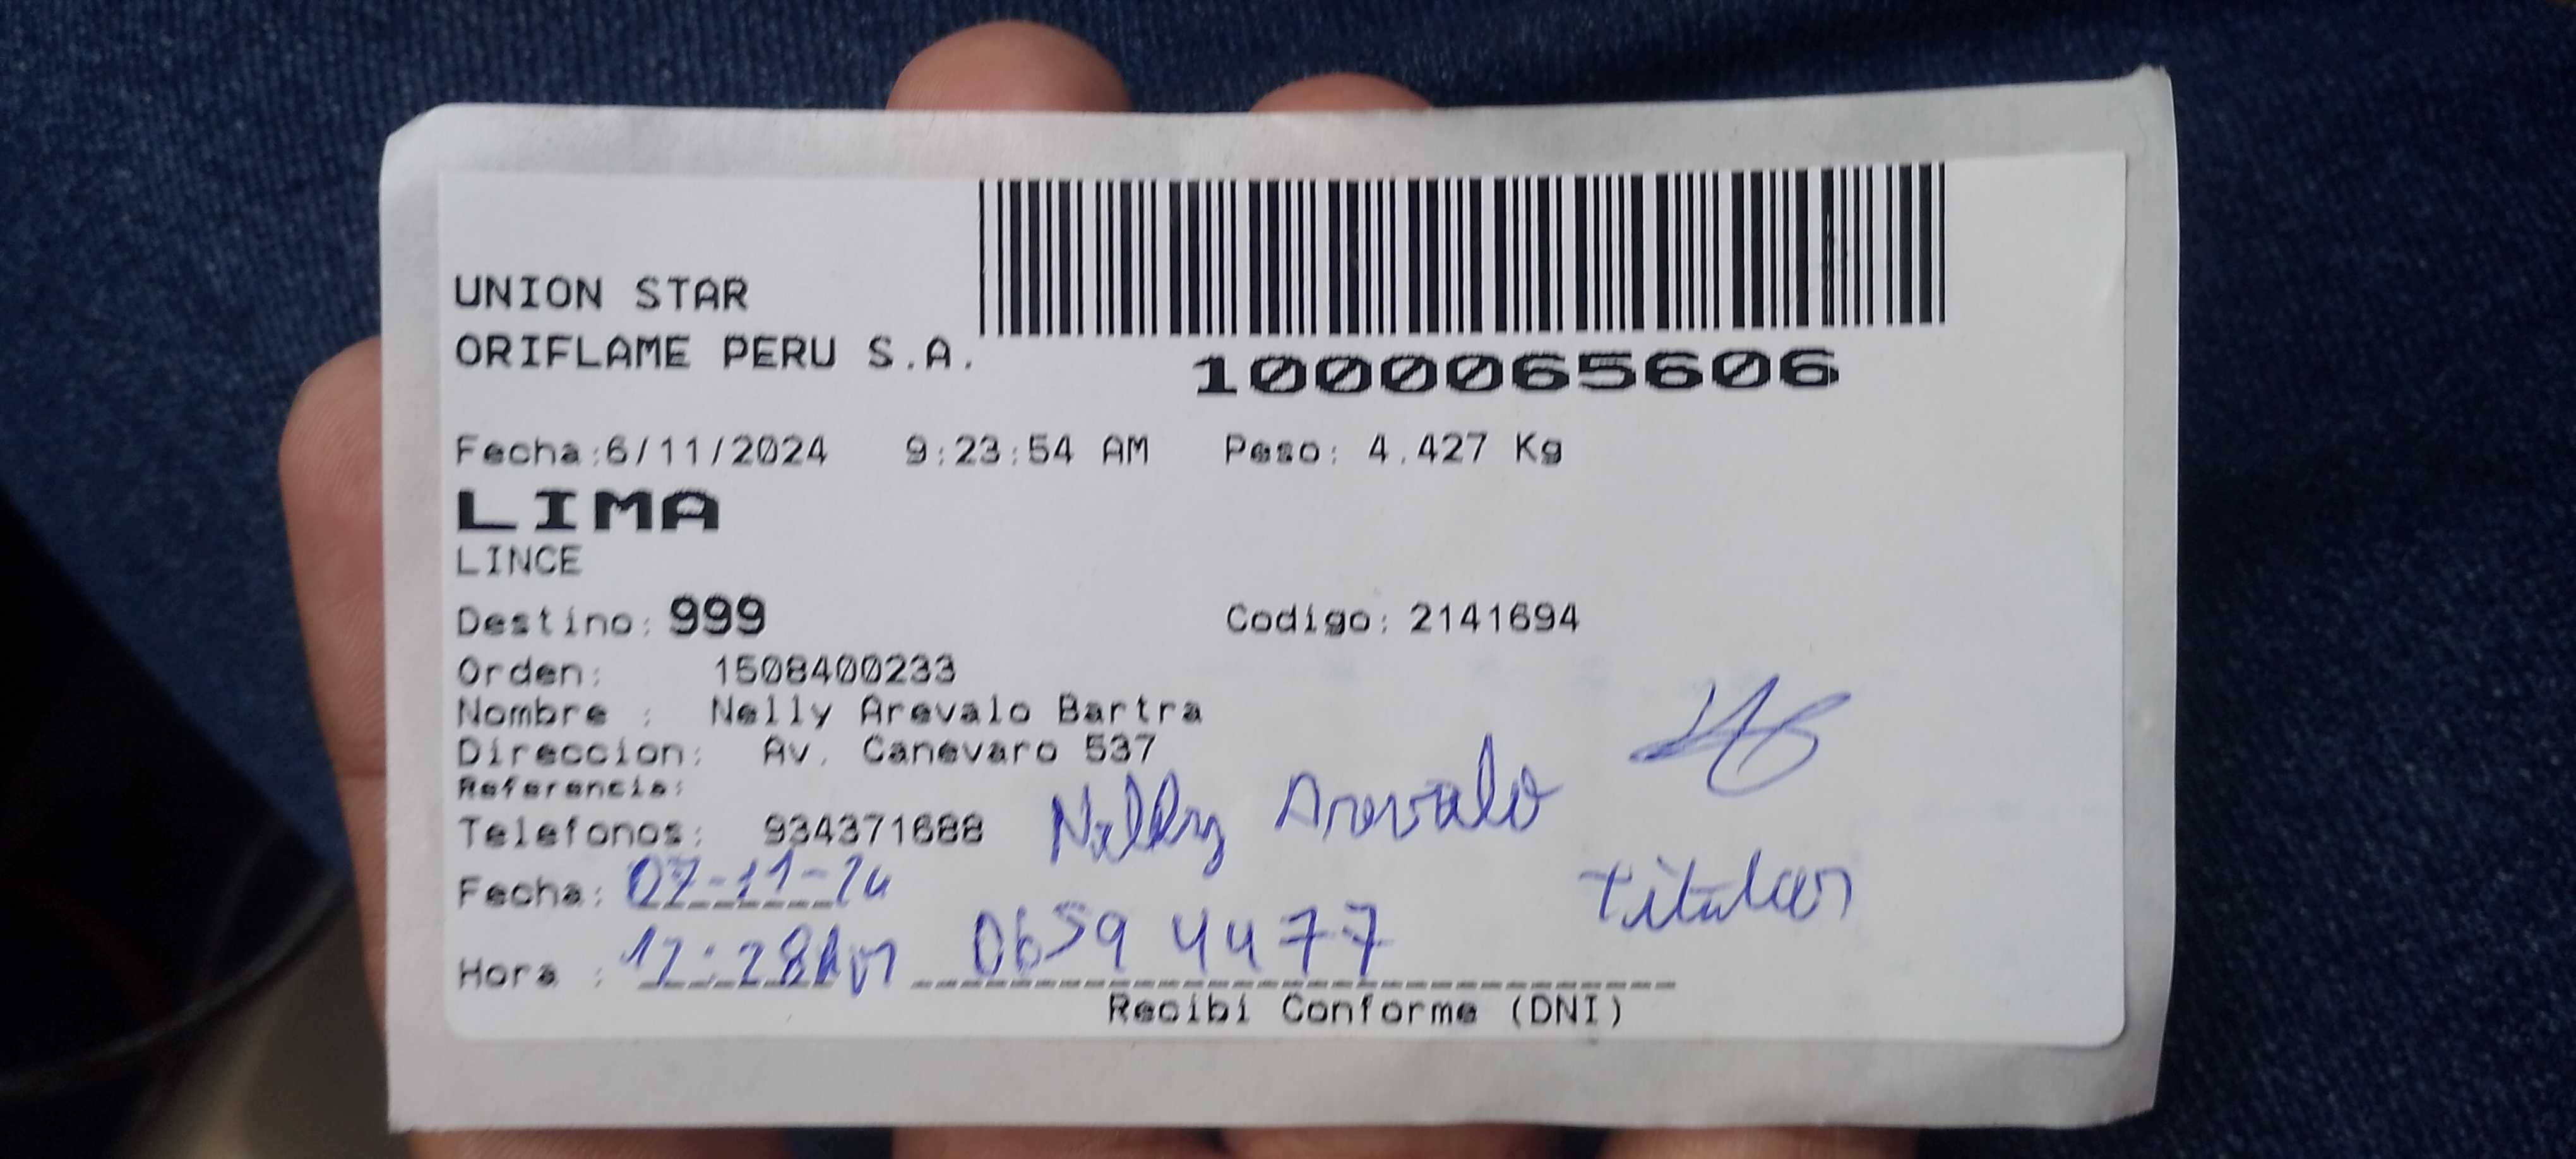 UNION STAR
ORIFLAME PERU S.A.
1000065606
Fecha:6/11/2024 9:23:54 AM Peso: 4.427 Kg
LIMA
LINCE
Destino: 999 Codigo: 2141694
Orden: 1508400233
Nombre : Nelly Arevalo Bartra
Direccion: Av. Canevaro 537
Referencia:
Telefonos: 934371688 Nelly Arevalo
Fecha: 07-11-24 titular
Hora : 12:28 0659 4477
Recibi Conforme (DNI)